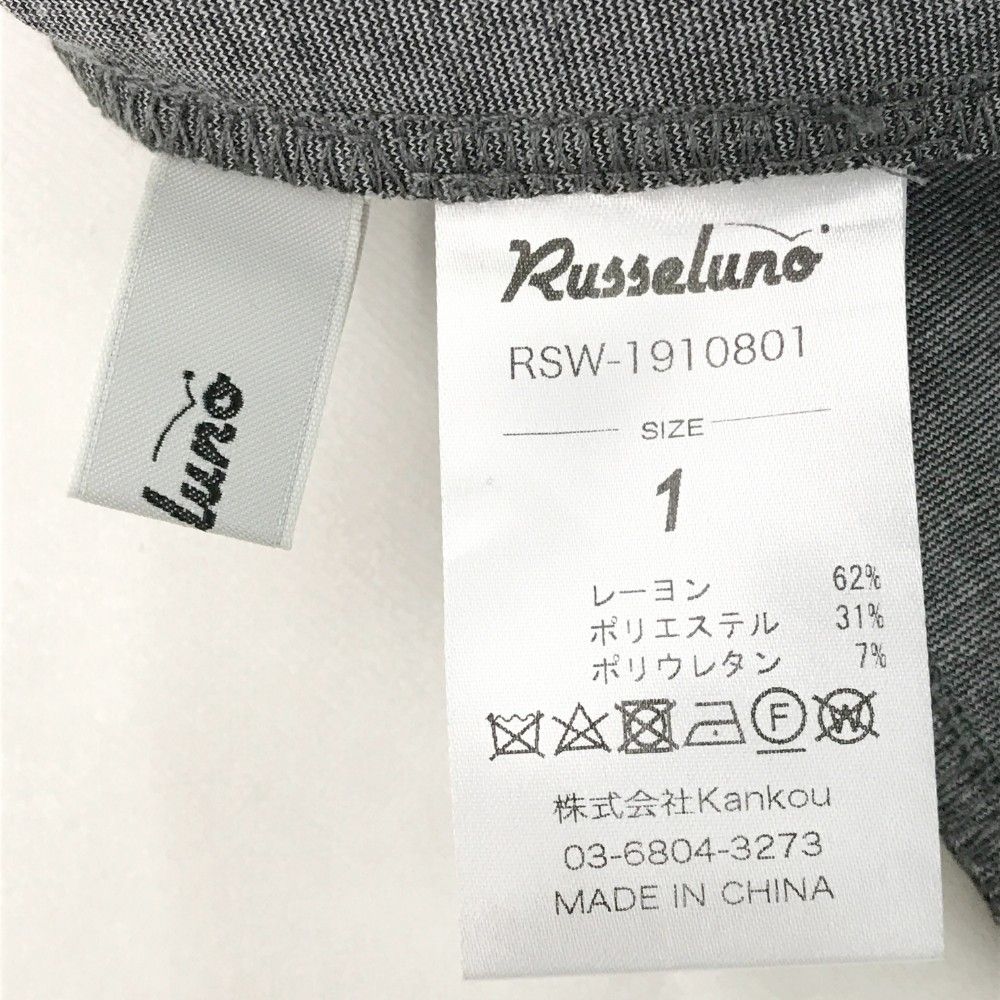 Russeluno
RSW-1910801
SIZE
1
レーヨン 62%
ポリエステル 31%
ポリウレタン 7%
F
W
株式会社Kankou
03-6804-3273
MADE IN CHINA
luno